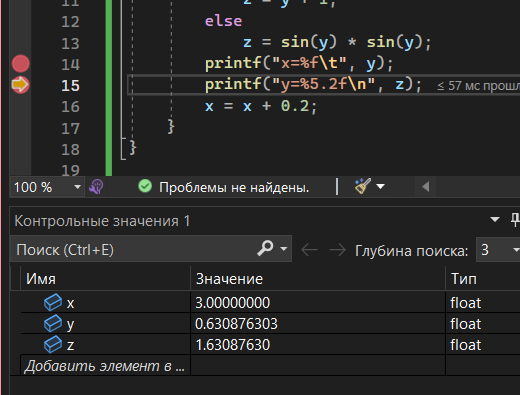 z = y + 1;
12 else
13 z = sin(y) * sin(y);
14 printf("x=%f\t", y);
15 printf("y=%5.2f\n", z); ≤ 57 мс прошл
16 x = x + 0.2;
17 }
18 }
19
100 % Проблемы не найдены.
Контрольные значения 1
Поиск (Ctrl+E) Глубина поиска: 3
Имя Значение Тип
x 3.00000000 float
y 0.630876303 float
z 1.63087630 float
Добавить элемент в ...